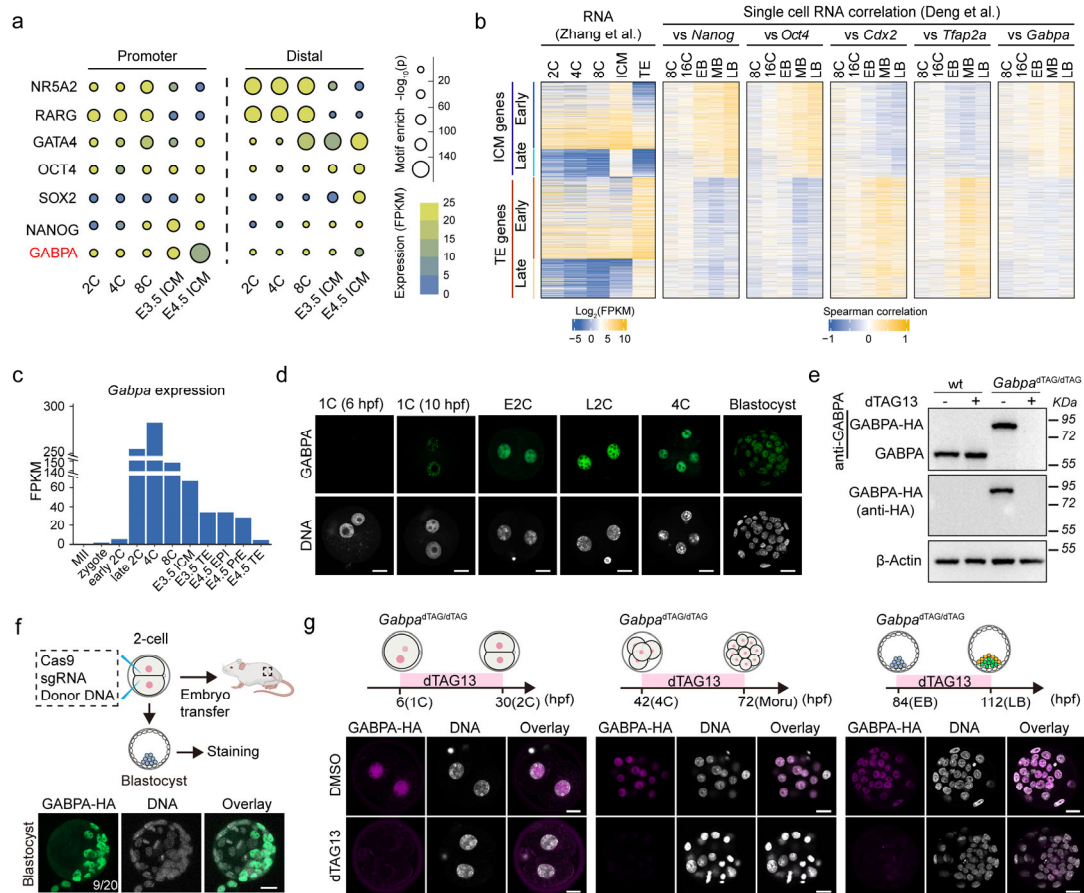 a
Promoter
Distal
NR5A2
RARG
GATA4
OCT4
SOX2
NANOG
GABPA
2C
4C
8C
E3.5 ICM
E4.5 ICM
2C
4C
8C
E3.5 ICM
E4.5 ICM
Motif enrich -log10(p)
20
60
100
140
Expression (FPKM)
25
20
15
10
5
0
b
RNA
(Zhang et al.)
Single cell RNA correlation (Deng et al.)
vs Nanog
vs Oct4
vs Cdx2
vs Tfap2a
vs Gabpa
2C
4C
8C
ICM
TE
8C
16C
EB
MB
LB
8C
16C
EB
MB
LB
8C
16C
EB
MB
LB
8C
16C
EB
MB
LB
8C
16C
EB
MB
LB
ICM genes
Early
Late
TE genes
Early
Late
Log2(FPKM)
-5 0 5 10
Spearman correlation
-1 0 1
c
Gabpa expression
FPKM
300
250
200
150
140
60
40
20
0
MII
zygote
early 2C
late 2C
4C
8C
E3.5 ICM
E3.5 TE
E4.5 EPI
E4.5 PrE
E4.5 TE
d
1C (6 hpf)
1C (10 hpf)
E2C
L2C
4C
Blastocyst
GABPA
DNA
e
wt
Gabpa dTAG/dTAG
dTAG13
-
+
-
+
KDa
anti-GABPA
GABPA-HA
GABPA
95
72
55
GABPA-HA
(anti-HA)
95
72
55
β-Actin
55
f
2-cell
Cas9
sgRNA
Donor DNA
Embryo
transfer
Staining
Blastocyst
GABPA-HA
DNA
Overlay
Blastocyst
9/20
g
Gabpa dTAG/dTAG
dTAG13
6(1C)
30(2C)
(hpf)
Gabpa dTAG/dTAG
dTAG13
42(4C)
72(Moru)
(hpf)
Gabpa dTAG/dTAG
dTAG13
84(EB)
112(LB)
(hpf)
GABPA-HA
DNA
Overlay
GABPA-HA
DNA
Overlay
GABPA-HA
DNA
Overlay
DMSO
dTAG13